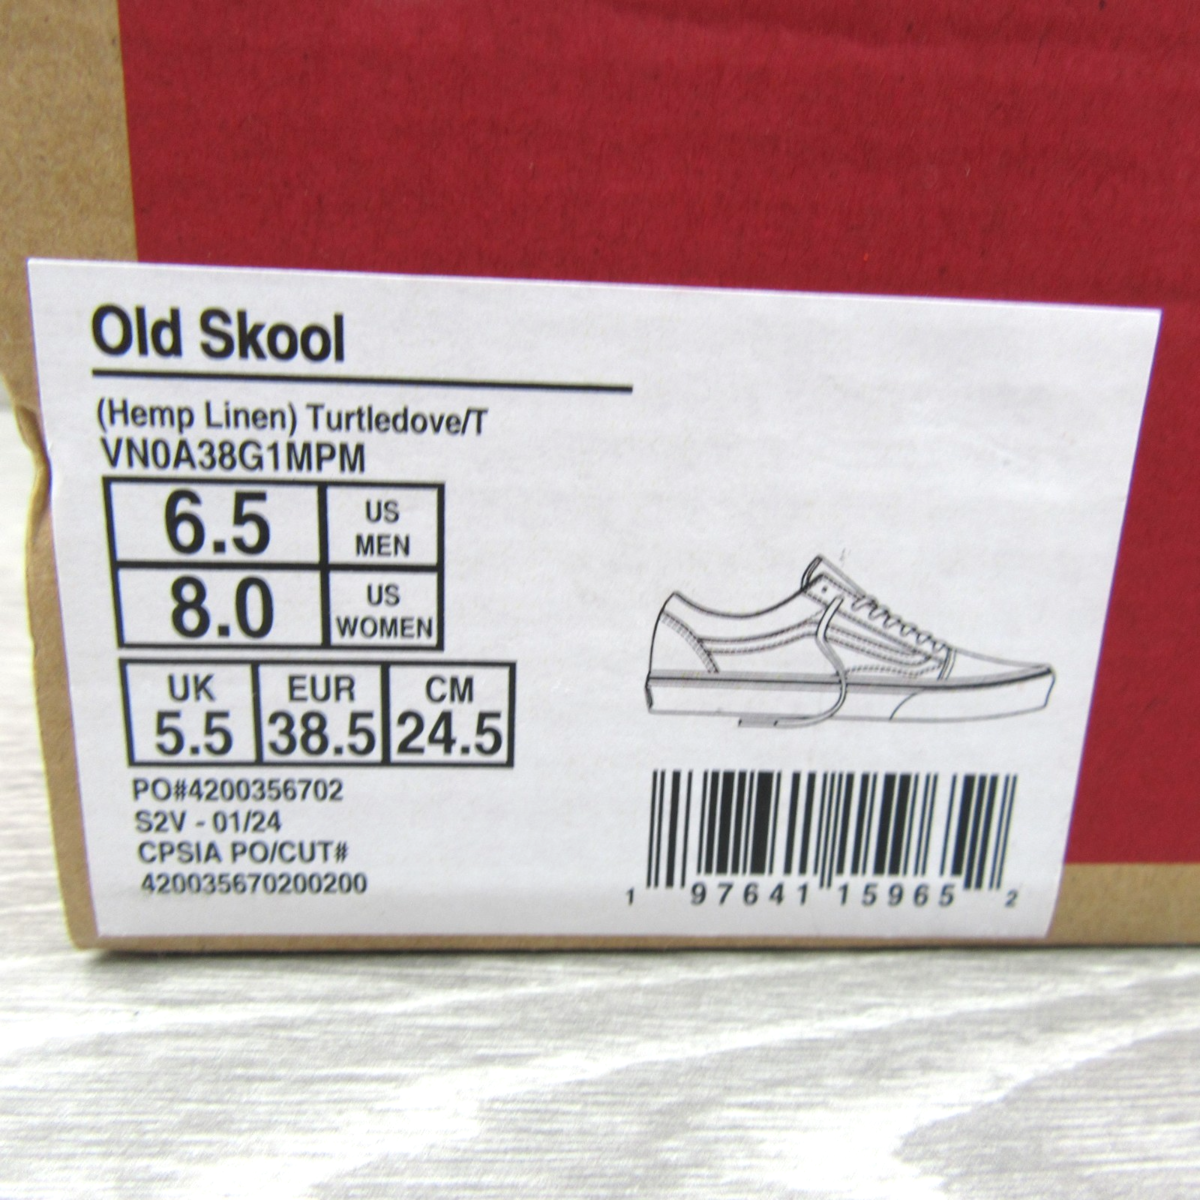 Old Skool
(Hemp Linen) Turtledove/T
VN0A38G1MPM
6.5 US MEN
8.0 US WOMEN
UK EUR CM
5.5 38.5 24.5
PO#4200356702
S2V - 01/24
CPSIA PO/CUT#
420035670200200
1 97641 15965 2